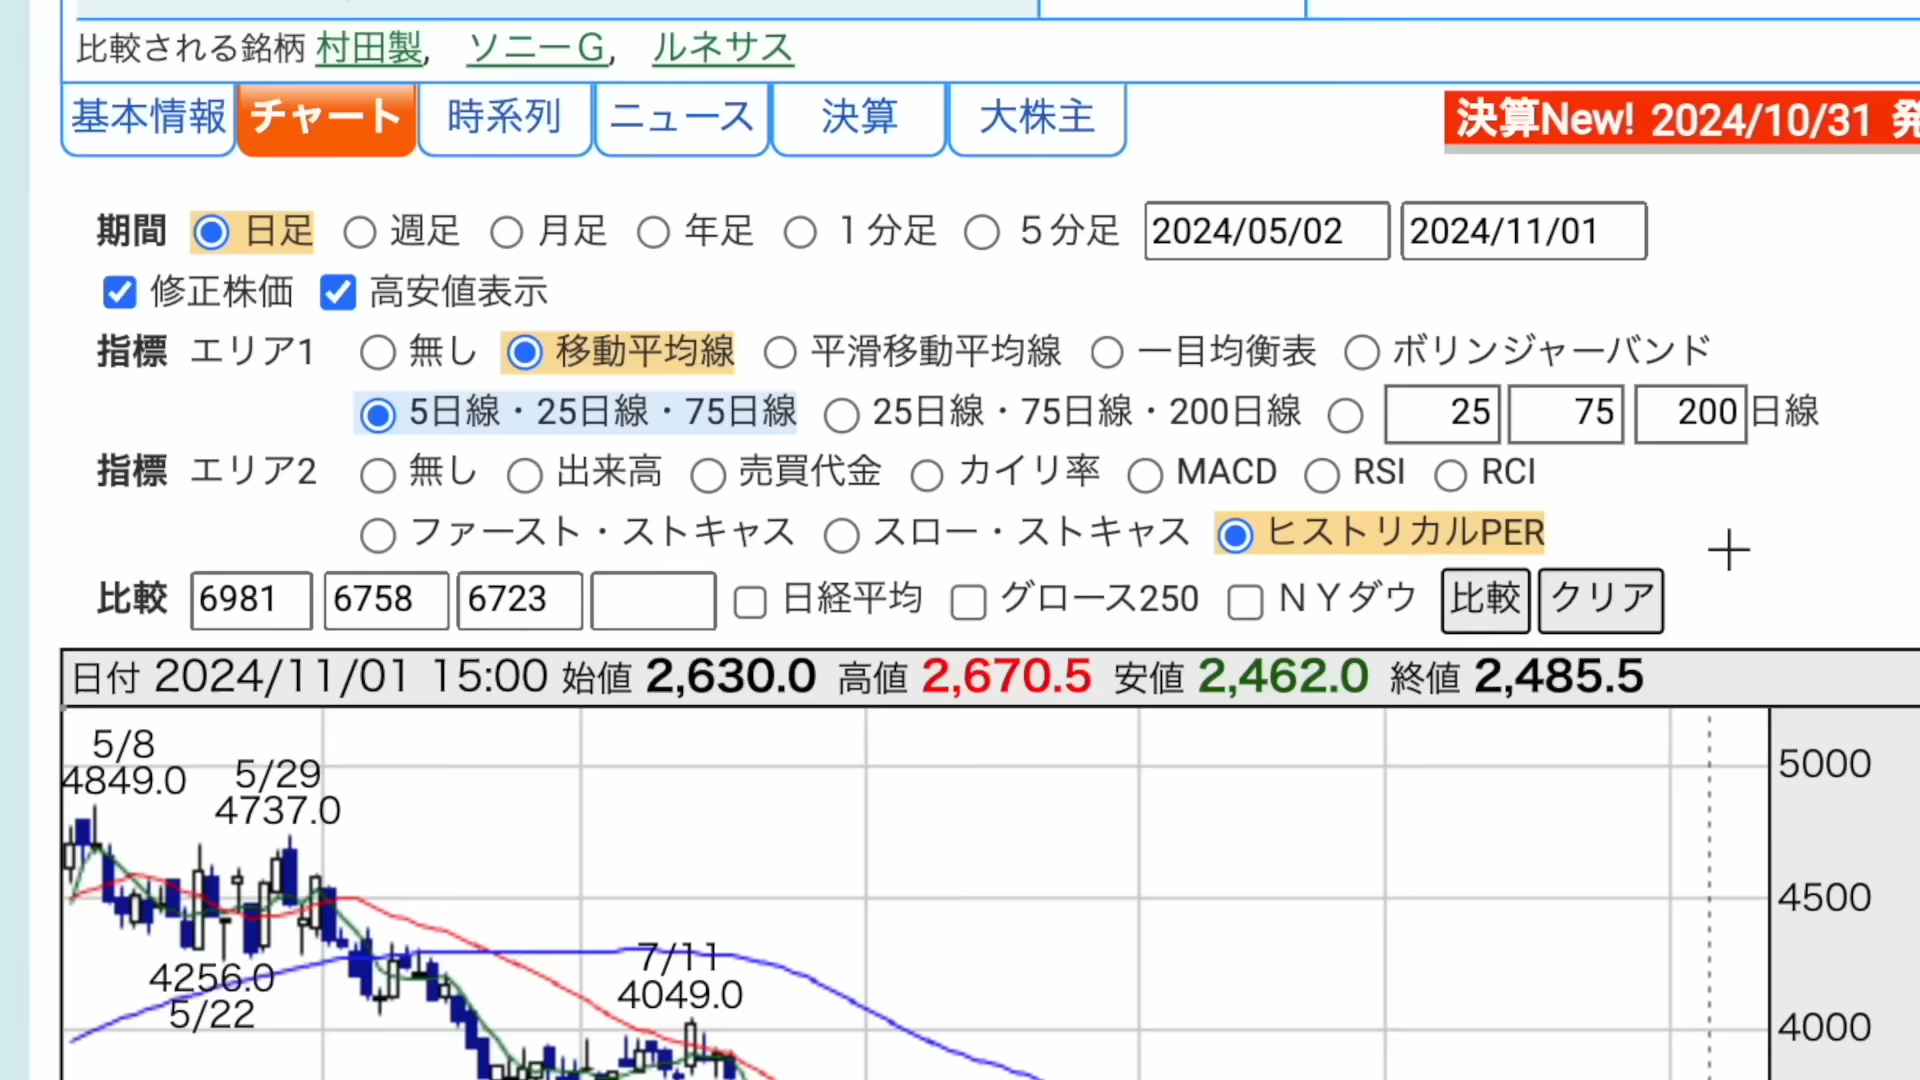 比較される銘柄 村田製, ソニーG, ルネサス
基本情報 チャート 時系列 ニュース 決算 大株主
決算New! 2024/10/31 発
期間 日足 週足 月足 年足 1分足 5分足 2024/05/02 2024/11/01
修正株価 高安値表示
指標 エリア1 無し 移動平均線 平滑移動平均線 一目均衡表 ボリンジャーバンド
5日線・25日線・75日線 25日線・75日線・200日線 25 75 200 日線
指標 エリア2 無し 出来高 売買代金 カイリ率 MACD RSI RCI
ファースト・ストキャス スロー・ストキャス ヒストリカルPER
比較 6981 6758 6723 日経平均 グロース250 NYダウ 比較 クリア
日付 2024/11/01 15:00 始値 2,630.0 高値 2,670.5 安値 2,462.0 終値 2,485.5
5/8
4849.0
5/29
4737.0
4256.0
5/22
7/11
4049.0
5000
4500
4000